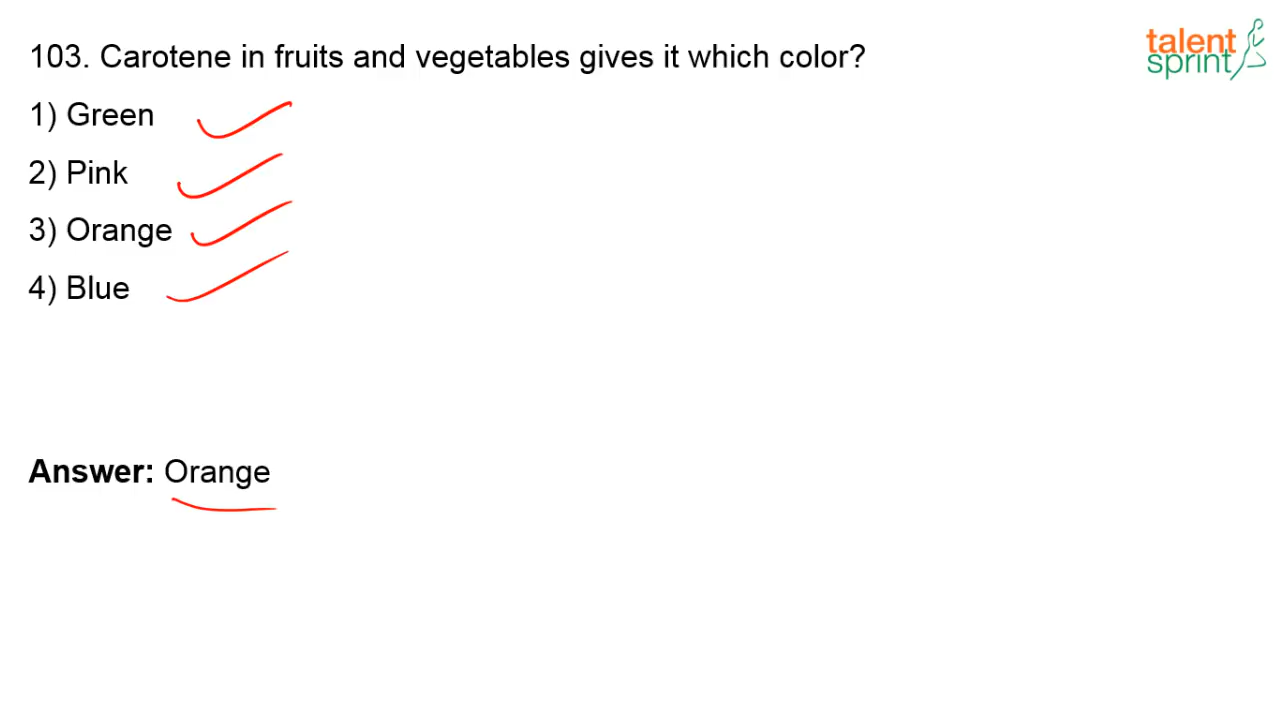 103. Carotene in fruits and vegetables gives it which color?
talent
sprint
1) Green
2) Pink
3) Orange
4) Blue
Answer: Orange